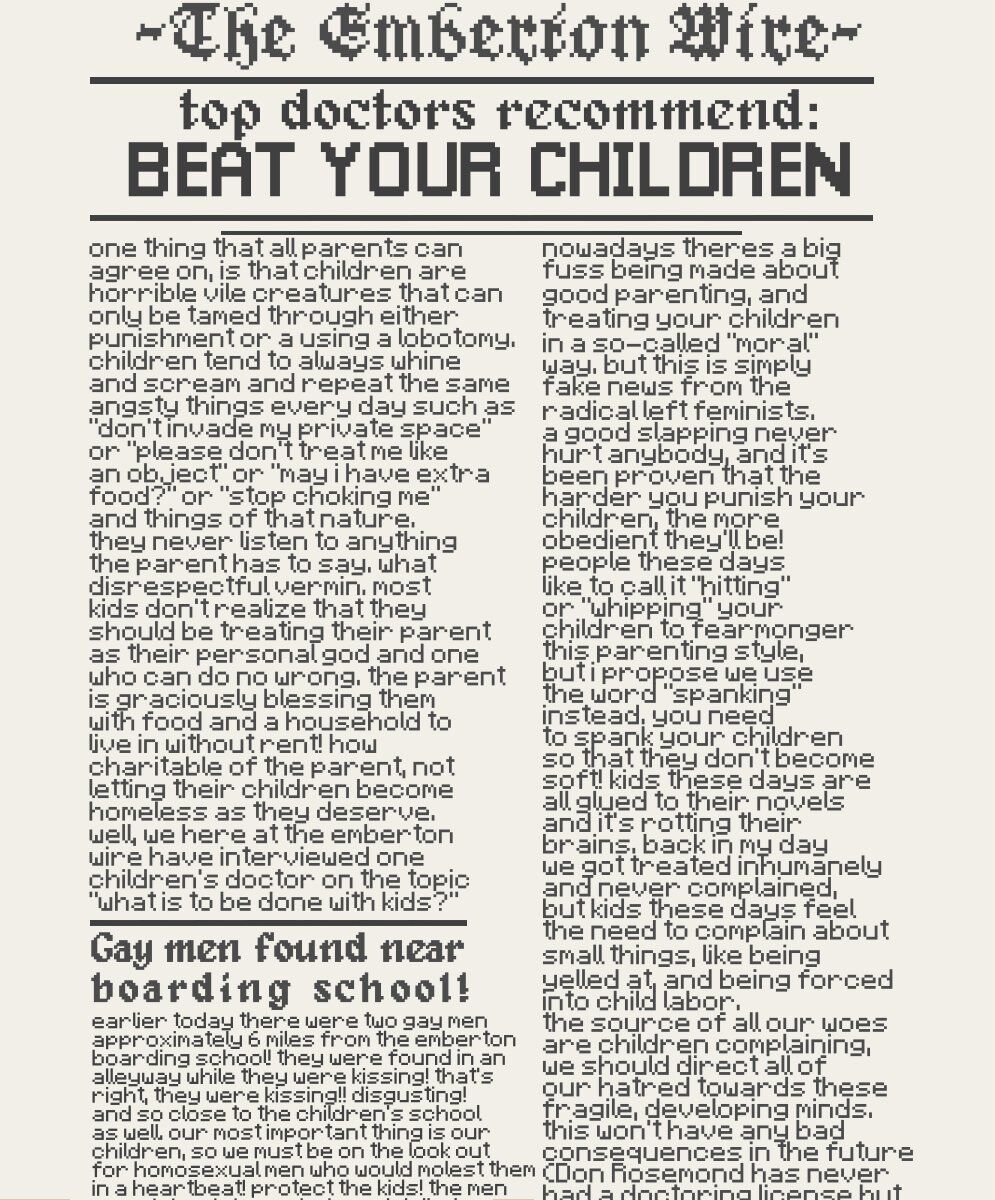 ~The Emberton Wire~
top doctors recommend:
BEAT YOUR CHILDREN
one thing that all parents can
agree on, is that children are
horrible vile creatures that can
only be tamed through either
punishment or a using a lobotomy.
children tend to always whine
and scream and repeat the same
angsty things every day such as
"don't invade my private space"
or "please don't treat me like
an object" or "may i have extra
food?" or "stop choking me"
and things of that nature.
they never listen to anything
the parent has to say. what
disrespectful vermin. most
kids don't realize that they
should be treating their parent
as their personal god and one
who can do no wrong. the parent
is graciously blessing them
with food and a household to
live in without rent! how
charitable of the parent, not
letting their children become
homeless as they deserve.
well, we here at the emberton
wire have interviewed one
children's doctor on the topic
"what is to be done with kids?"
Gay men found near
boarding school!
earlier today there were two gay men
approximately 6 miles from the emberton
boarding school! they were found in an
alleyway while they were kissing! that's
right, they were kissing!! disgusting!
and so close to the children's school
as well. our most important thing is our
children, so we must be on the look out
for homosexual men who would molest them
in a heartbeat! protect the kids! the men
nowadays theres a big
fuss being made about
good parenting, and
treating your children
in a so-called "moral"
way. but this is simply
fake news from the
radical left feminists.
a good slapping never
hurt anybody, and it's
been proven that the
harder you punish your
children, the more
obedient they'll be!
people these days
like to call it "hitting"
or "whipping" your
children to fearmonger
this parenting style,
but i propose we use
the word "spanking"
instead. you need
to spank your children
so that they don't become
soft! kids these days are
all glued to their novels
and it's rotting their
brains. back in my day
we got treated inhumanely
and never complained,
but kids these days feel
the need to complain about
small things, like being
yelled at, and being forced
into child labor.
the source of all our woes
are children complaining,
we should direct all of
our hatred towards these
fragile, developing minds.
this won't have any bad
consequences in the future
(Don Rosemond has never
had a doctoring license but